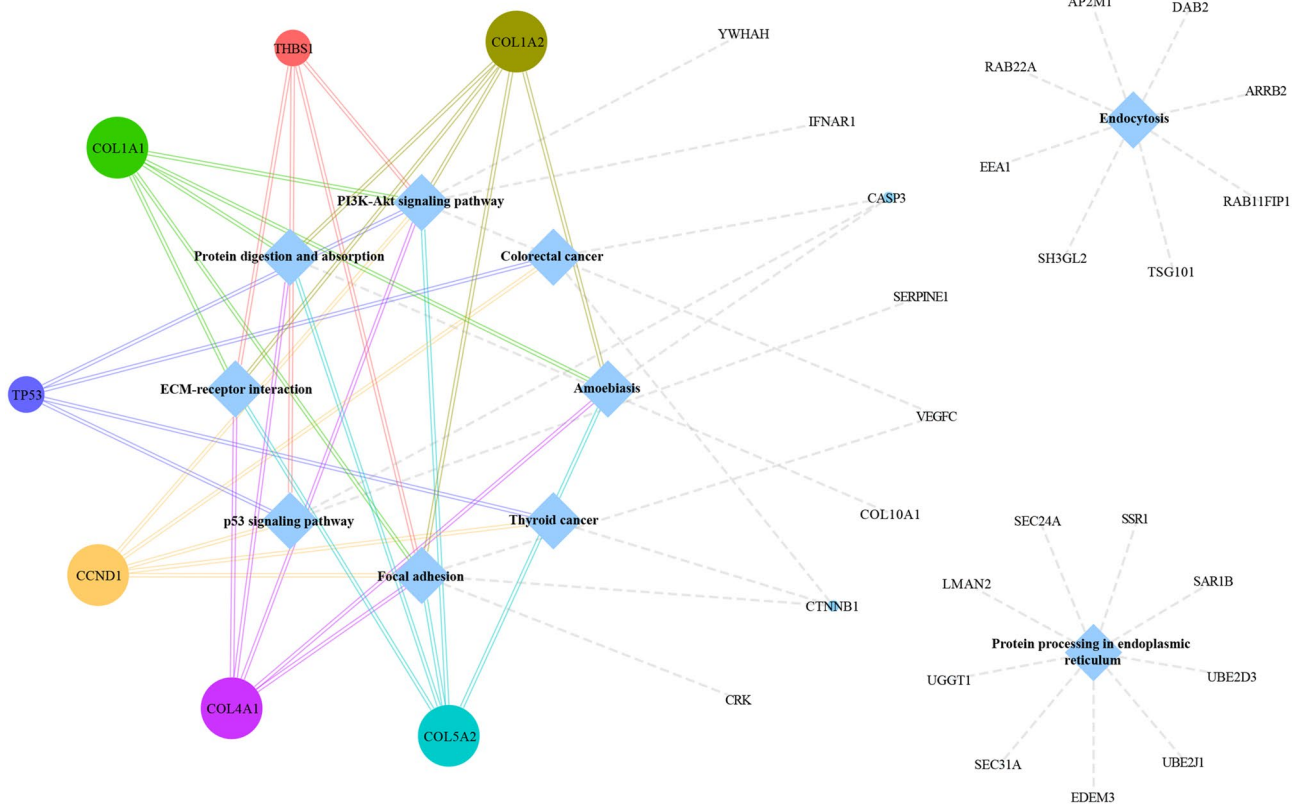 AP2M1
DAB2
YWHAH
COL1A2
THBS1
RAB22A
ARRB2
Endocytosis
IFNAR1
COL1A1
EEA1
CASP3
PI3K-Akt signaling pathway
RAB11FIP1
Protein digestion and absorption
Colorectal cancer
SH3GL2
TSG101
SERPINE1
ECM-receptor interaction
Amoebiasis
TP53
VEGFC
COL10A1
p53 signaling pathway
Thyroid cancer
SEC24A
SSR1
CCND1
Focal adhesion
LMAN2
SAR1B
CTNNB1
Protein processing in endoplasmic
reticulum
UGGT1
UBE2D3
CRK
COL4A1
COL5A2
SEC31A
UBE2J1
EDEM3